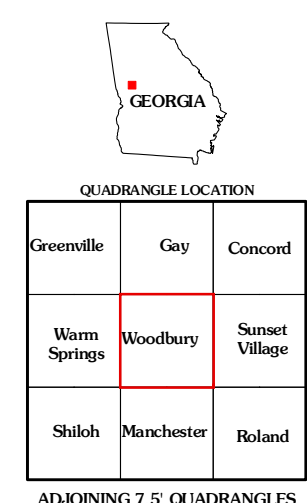 GEORGIA
QUADRANGLE LOCATION
Greenville
Gay
Concord
Warm
Springs
Woodbury
Sunset
Village
Shiloh
Manchester
Roland
ADJOINING 7.5' QUADRANGLES